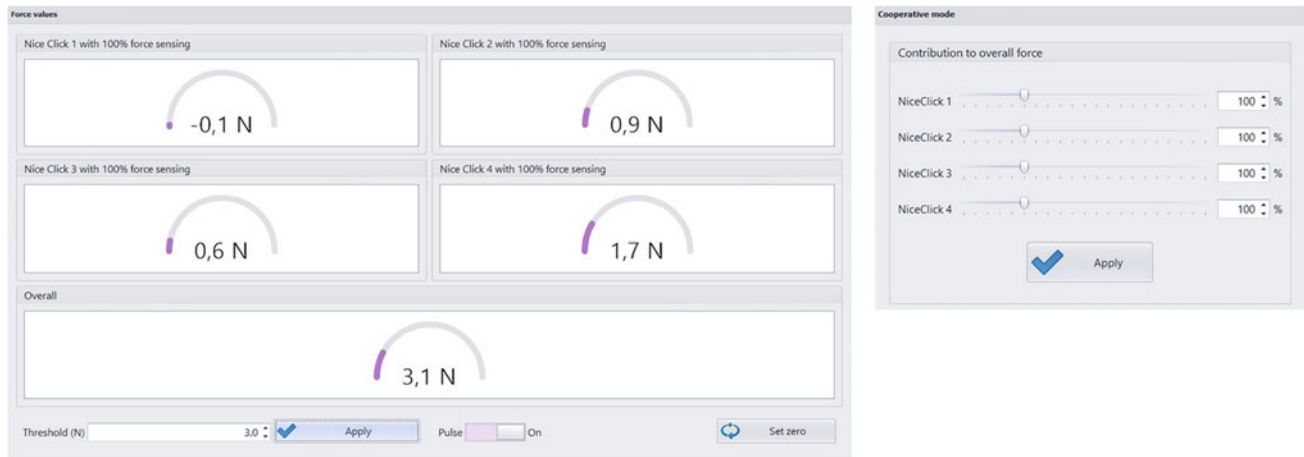 Force values
Nice Click 1 with 100% force sensing
-0,1 N
Nice Click 2 with 100% force sensing
0,9 N
Nice Click 3 with 100% force sensing
0,6 N
Nice Click 4 with 100% force sensing
1,7 N
Overall
3,1 N
Threshold (N) 3,0 Apply Pulse On Set zero
Cooperative mode
Contribution to overall force
NiceClick 1 100 %
NiceClick 2 100 %
NiceClick 3 100 %
NiceClick 4 100 %
Apply